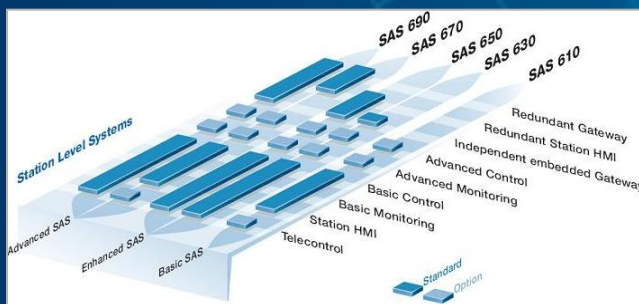 SAS 690
SAS 670
SAS 650
SAS 630
SAS 610
Redundant Gateway
Redundant Station HMI
Independent embedded Gateway
Advanced Control
Advanced Monitoring
Basic Control
Basic Monitoring
Station HMI
Telecontrol
Station Level Systems
Advanced SAS
Enhanced SAS
Basic SAS
Standard
Option